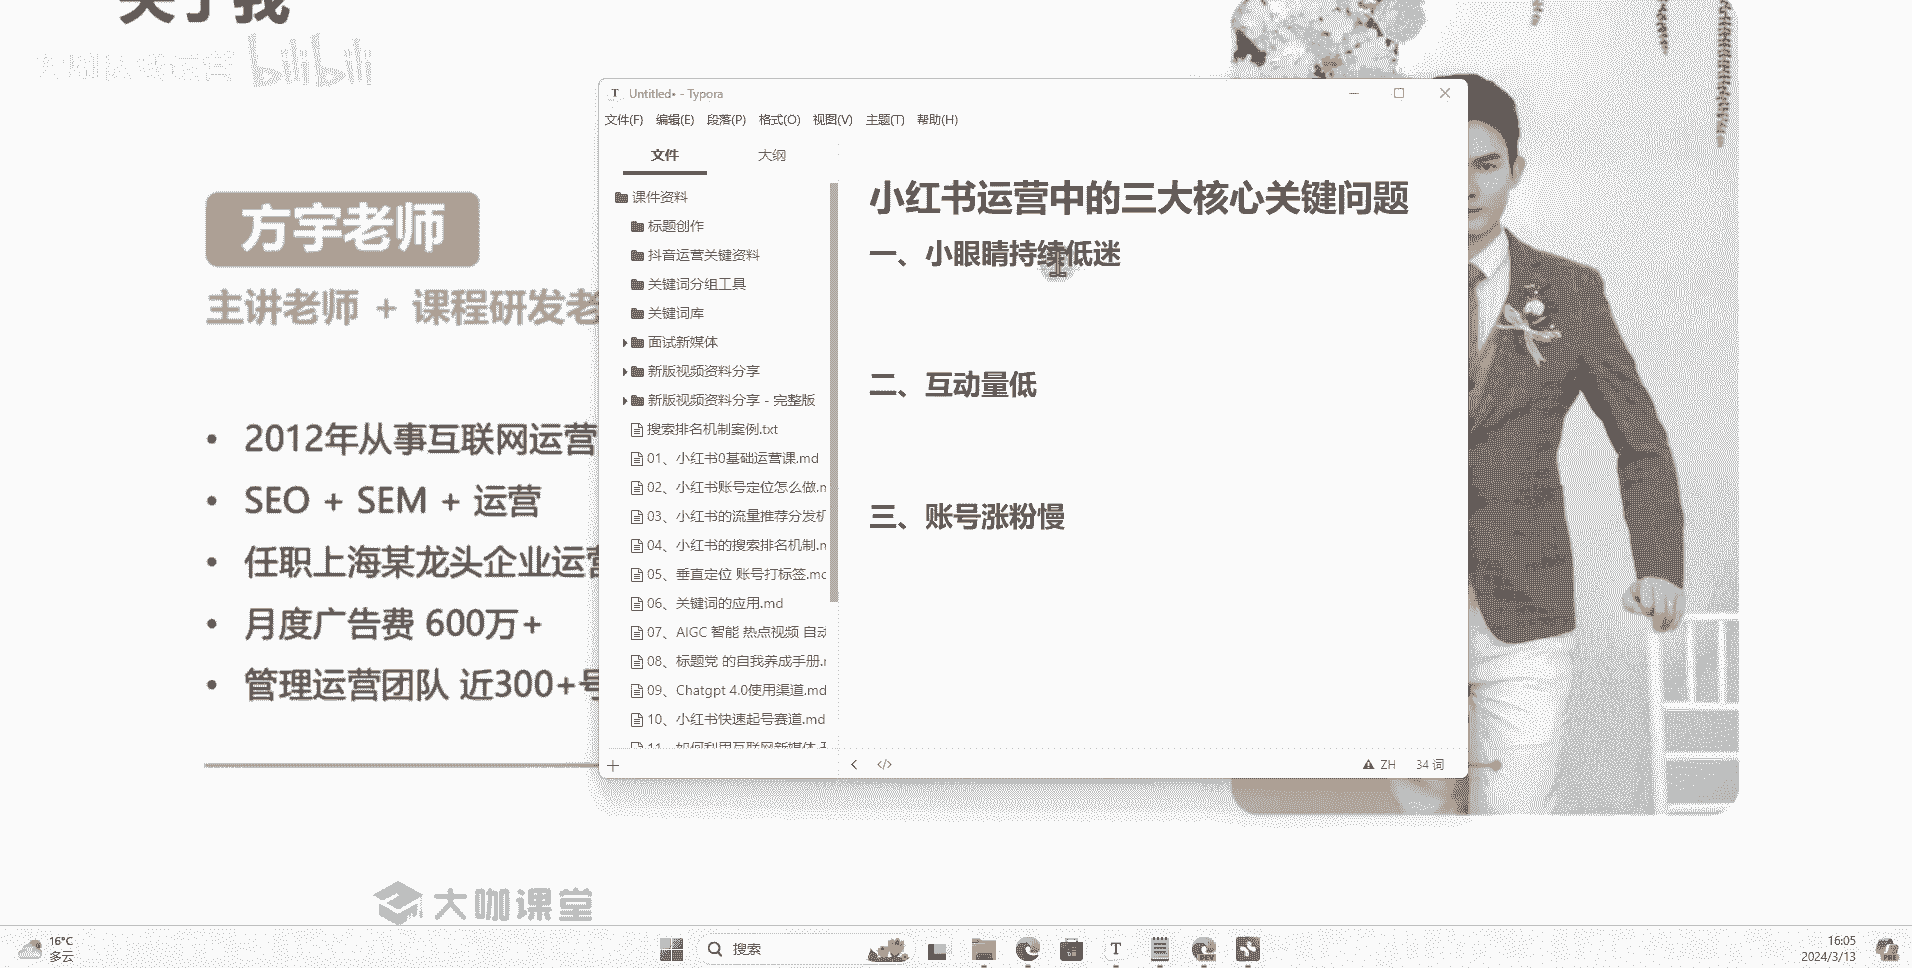 关于我
bilibili
方宇老师
主讲老师 + 课程研发老
2012年从事互联网运营
SEO + SEM + 运营
任职上海某龙头企业运营
月度广告费 600万+
管理运营团队 近300+号
大咖课堂
Untitled• - Typora
文件(F) 编辑(E) 段落(P) 格式(O) 视图(V) 主题(T) 帮助(H)
文件 大纲
课件资料
标题创作
抖音运营关键资料
关键词分组工具
关键词库
面试新媒体
新版视频资料分享
新版视频资料分享 - 完整版
搜索排名机制案例.txt
01、小红书0基础运营课.md
02、小红书账号定位怎么做.m
03、小红书的流量推荐分发机
04、小红书的搜索排名机制.m
05、垂直定位 账号打标签.mc
06、关键词的应用.md
07、AIGC 智能 热点视频 自动
08、标题党 的自我养成手册.r
09、Chatgpt 4.0使用渠道.md
10、小红书快速起号赛道.md
11、如何利用互联网新媒体
小红书运营中的三大核心关键问题
一、小眼睛持续低迷
二、互动量低
三、账号涨粉慢
ZH 34 词
16°C
多云
搜索
T
DEV
16:05
2024/3/13
PRE